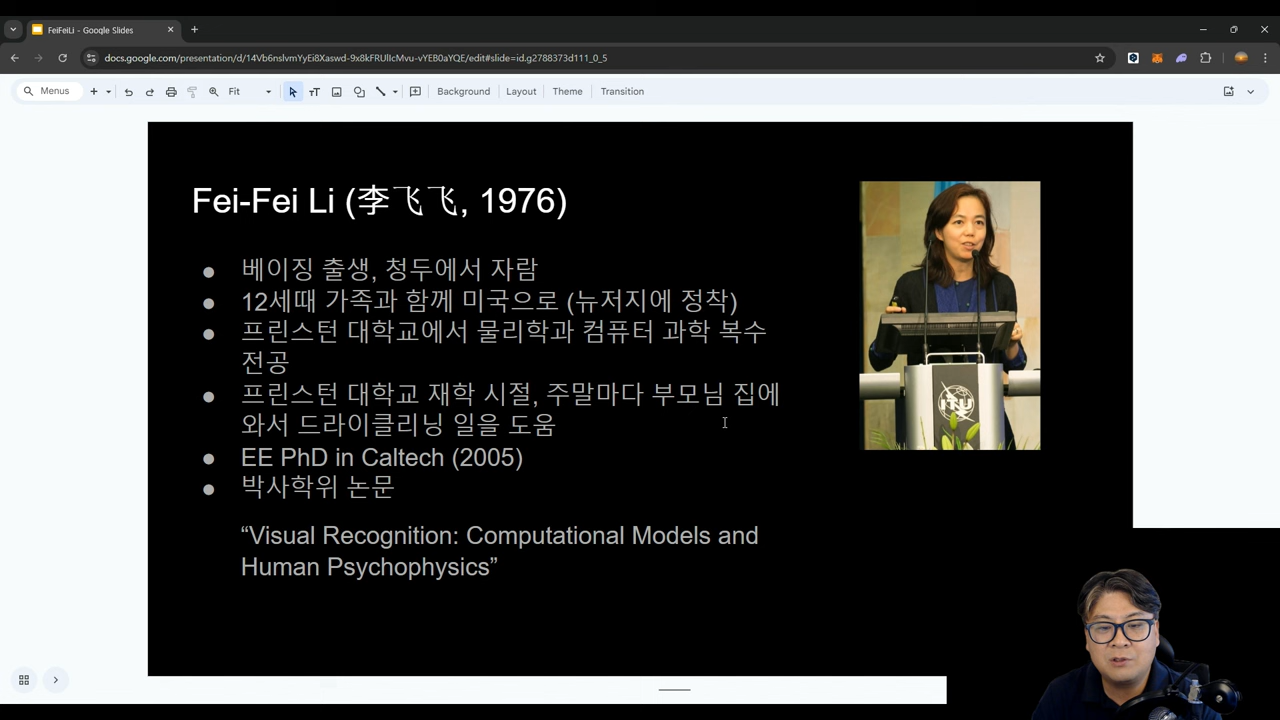 FeiFeiLi - Google Slides
docs.google.com/presentation/d/14Vb6nslvmYyEi8Xaswd-9x8kFRUlIcMvu-vYEB0aYQE/edit#slide=id.g2788373d111_0_5
Menus Fit Background Layout Theme Transition
Fei-Fei Li (李飞飞, 1976)
● 베이징 출생, 청두에서 자람
● 12세때 가족과 함께 미국으로 (뉴저지에 정착)
● 프린스턴 대학교에서 물리학과 컴퓨터 과학 복수
전공
● 프린스턴 대학교 재학 시절, 주말마다 부모님 집에
와서 드라이클리닝 일을 도움
● EE PhD in Caltech (2005)
● 박사학위 논문
“Visual Recognition: Computational Models and
Human Psychophysics”
ITU